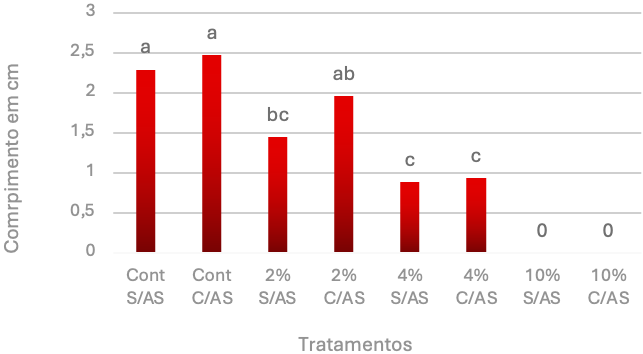 3
2,5
2
1,5
1
0,5
0
Comrpimento em cm
a
a
bc
ab
c
c
0
0
Cont S/AS
Cont C/AS
2% S/AS
2% C/AS
4% S/AS
4% C/AS
10% S/AS
10% C/AS
Tratamentos